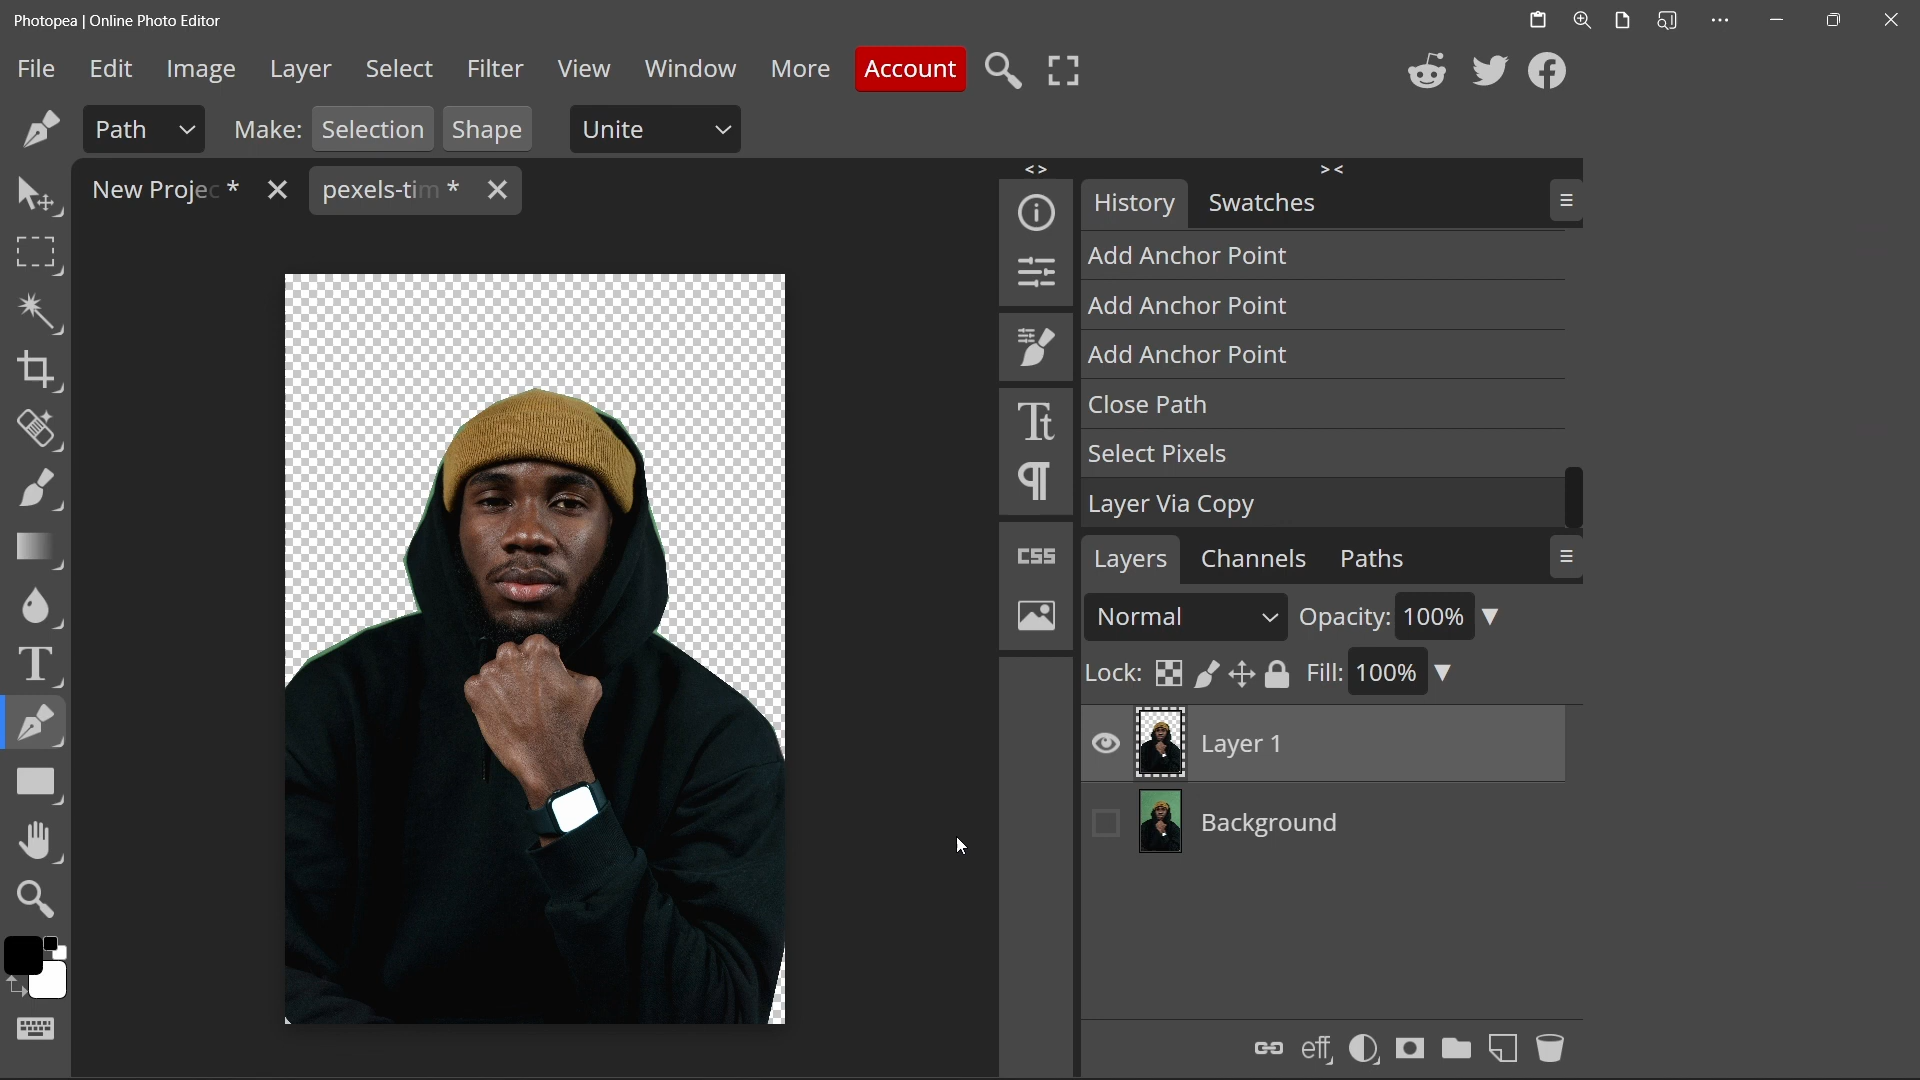 Photopea | Online Photo Editor
File Edit Image Layer Select Filter View Window More Account
Path Make: Selection Shape Unite
New Projec * pexels-tim *
< > > <
History Swatches
Add Anchor Point
Add Anchor Point
Add Anchor Point
Close Path
Select Pixels
Layer Via Copy
CSS
Layers Channels Paths
Normal Opacity: 100%
Lock: Fill: 100%
Layer 1
Background
eff